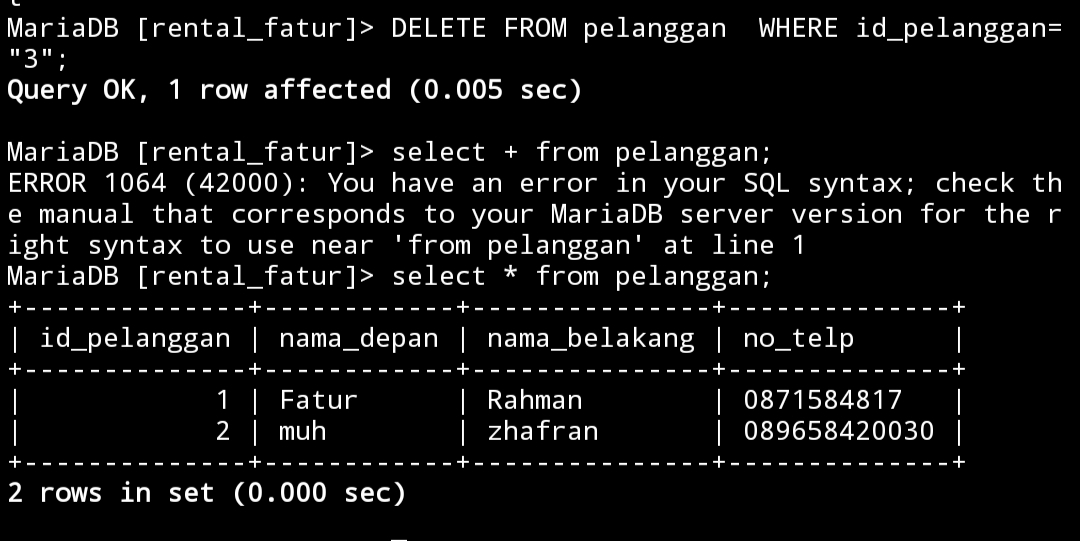 MariaDB [rental_fatur]> DELETE FROM pelanggan  WHERE id_pelanggan=
"3";
Query OK, 1 row affected (0.005 sec)

MariaDB [rental_fatur]> select + from pelanggan;
ERROR 1064 (42000): You have an error in your SQL syntax; check th
e manual that corresponds to your MariaDB server version for the r
ight syntax to use near 'from pelanggan' at line 1
MariaDB [rental_fatur]> select * from pelanggan;
+--------------+------------+---------------+--------------+
| id_pelanggan | nama_depan | nama_belakang | no_telp      |
+--------------+------------+---------------+--------------+
|            1 | Fatur      | Rahman        | 0871584817   |
|            2 | muh        | zhafran       | 089658420030 |
+--------------+------------+---------------+--------------+
2 rows in set (0.000 sec)